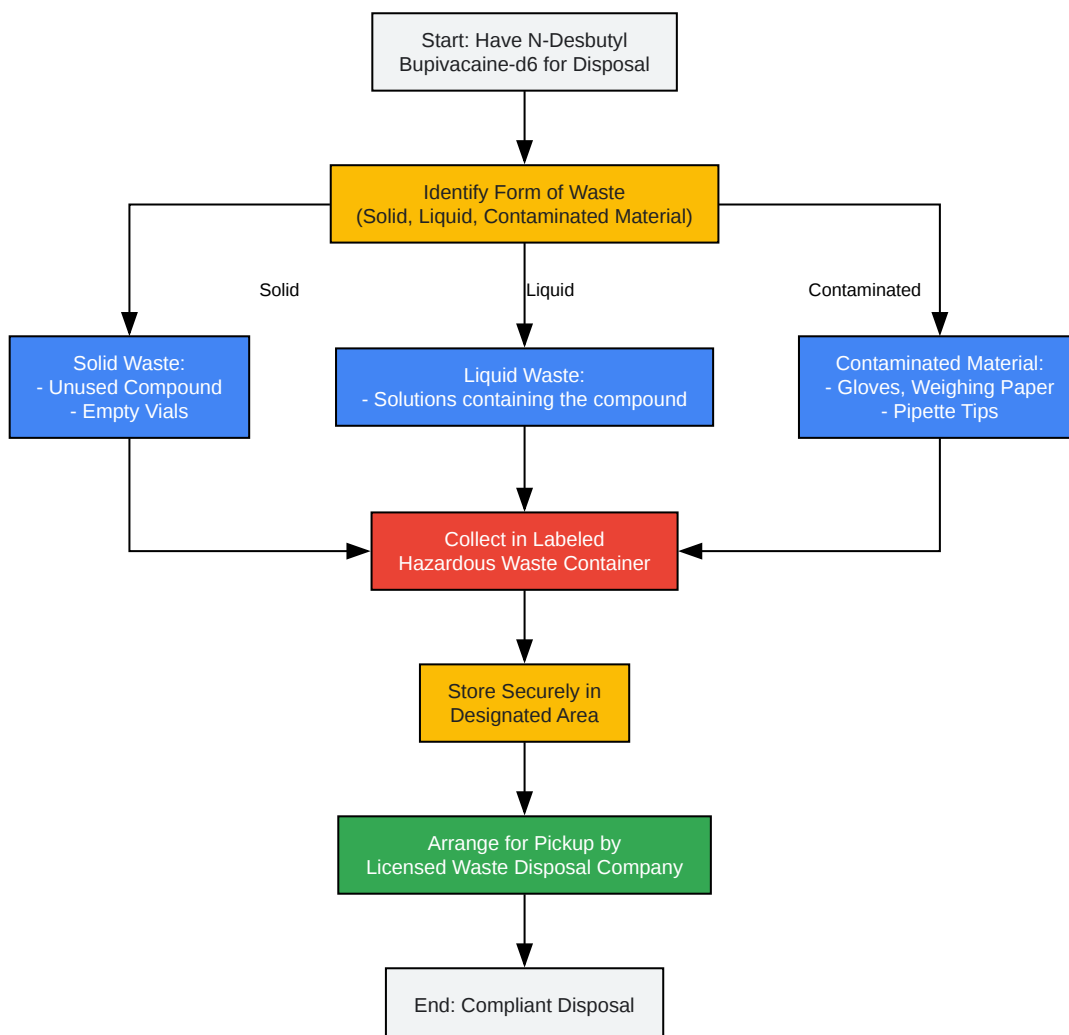 Start: Have N-Desbutyl
Bupivacaine-d6 for Disposal
Identify Form of Waste
(Solid, Liquid, Contaminated Material)
Solid
Liquid
Contaminated
Solid Waste:
- Unused Compound
- Empty Vials
Liquid Waste:
- Solutions containing the compound
Contaminated Material:
- Gloves, Weighing Paper
- Pipette Tips
Collect in Labeled
Hazardous Waste Container
Store Securely in
Designated Area
Arrange for Pickup by
Licensed Waste Disposal Company
End: Compliant Disposal